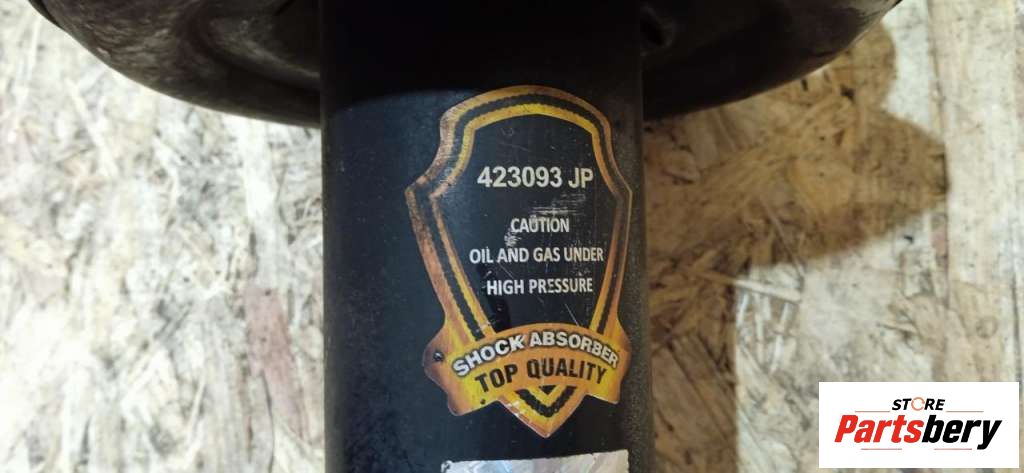 423093 JP
CAUTION
OIL AND GAS UNDER
HIGH PRESSURE
SHOCK ABSORBER
TOP QUALITY
STORE
Partsbery